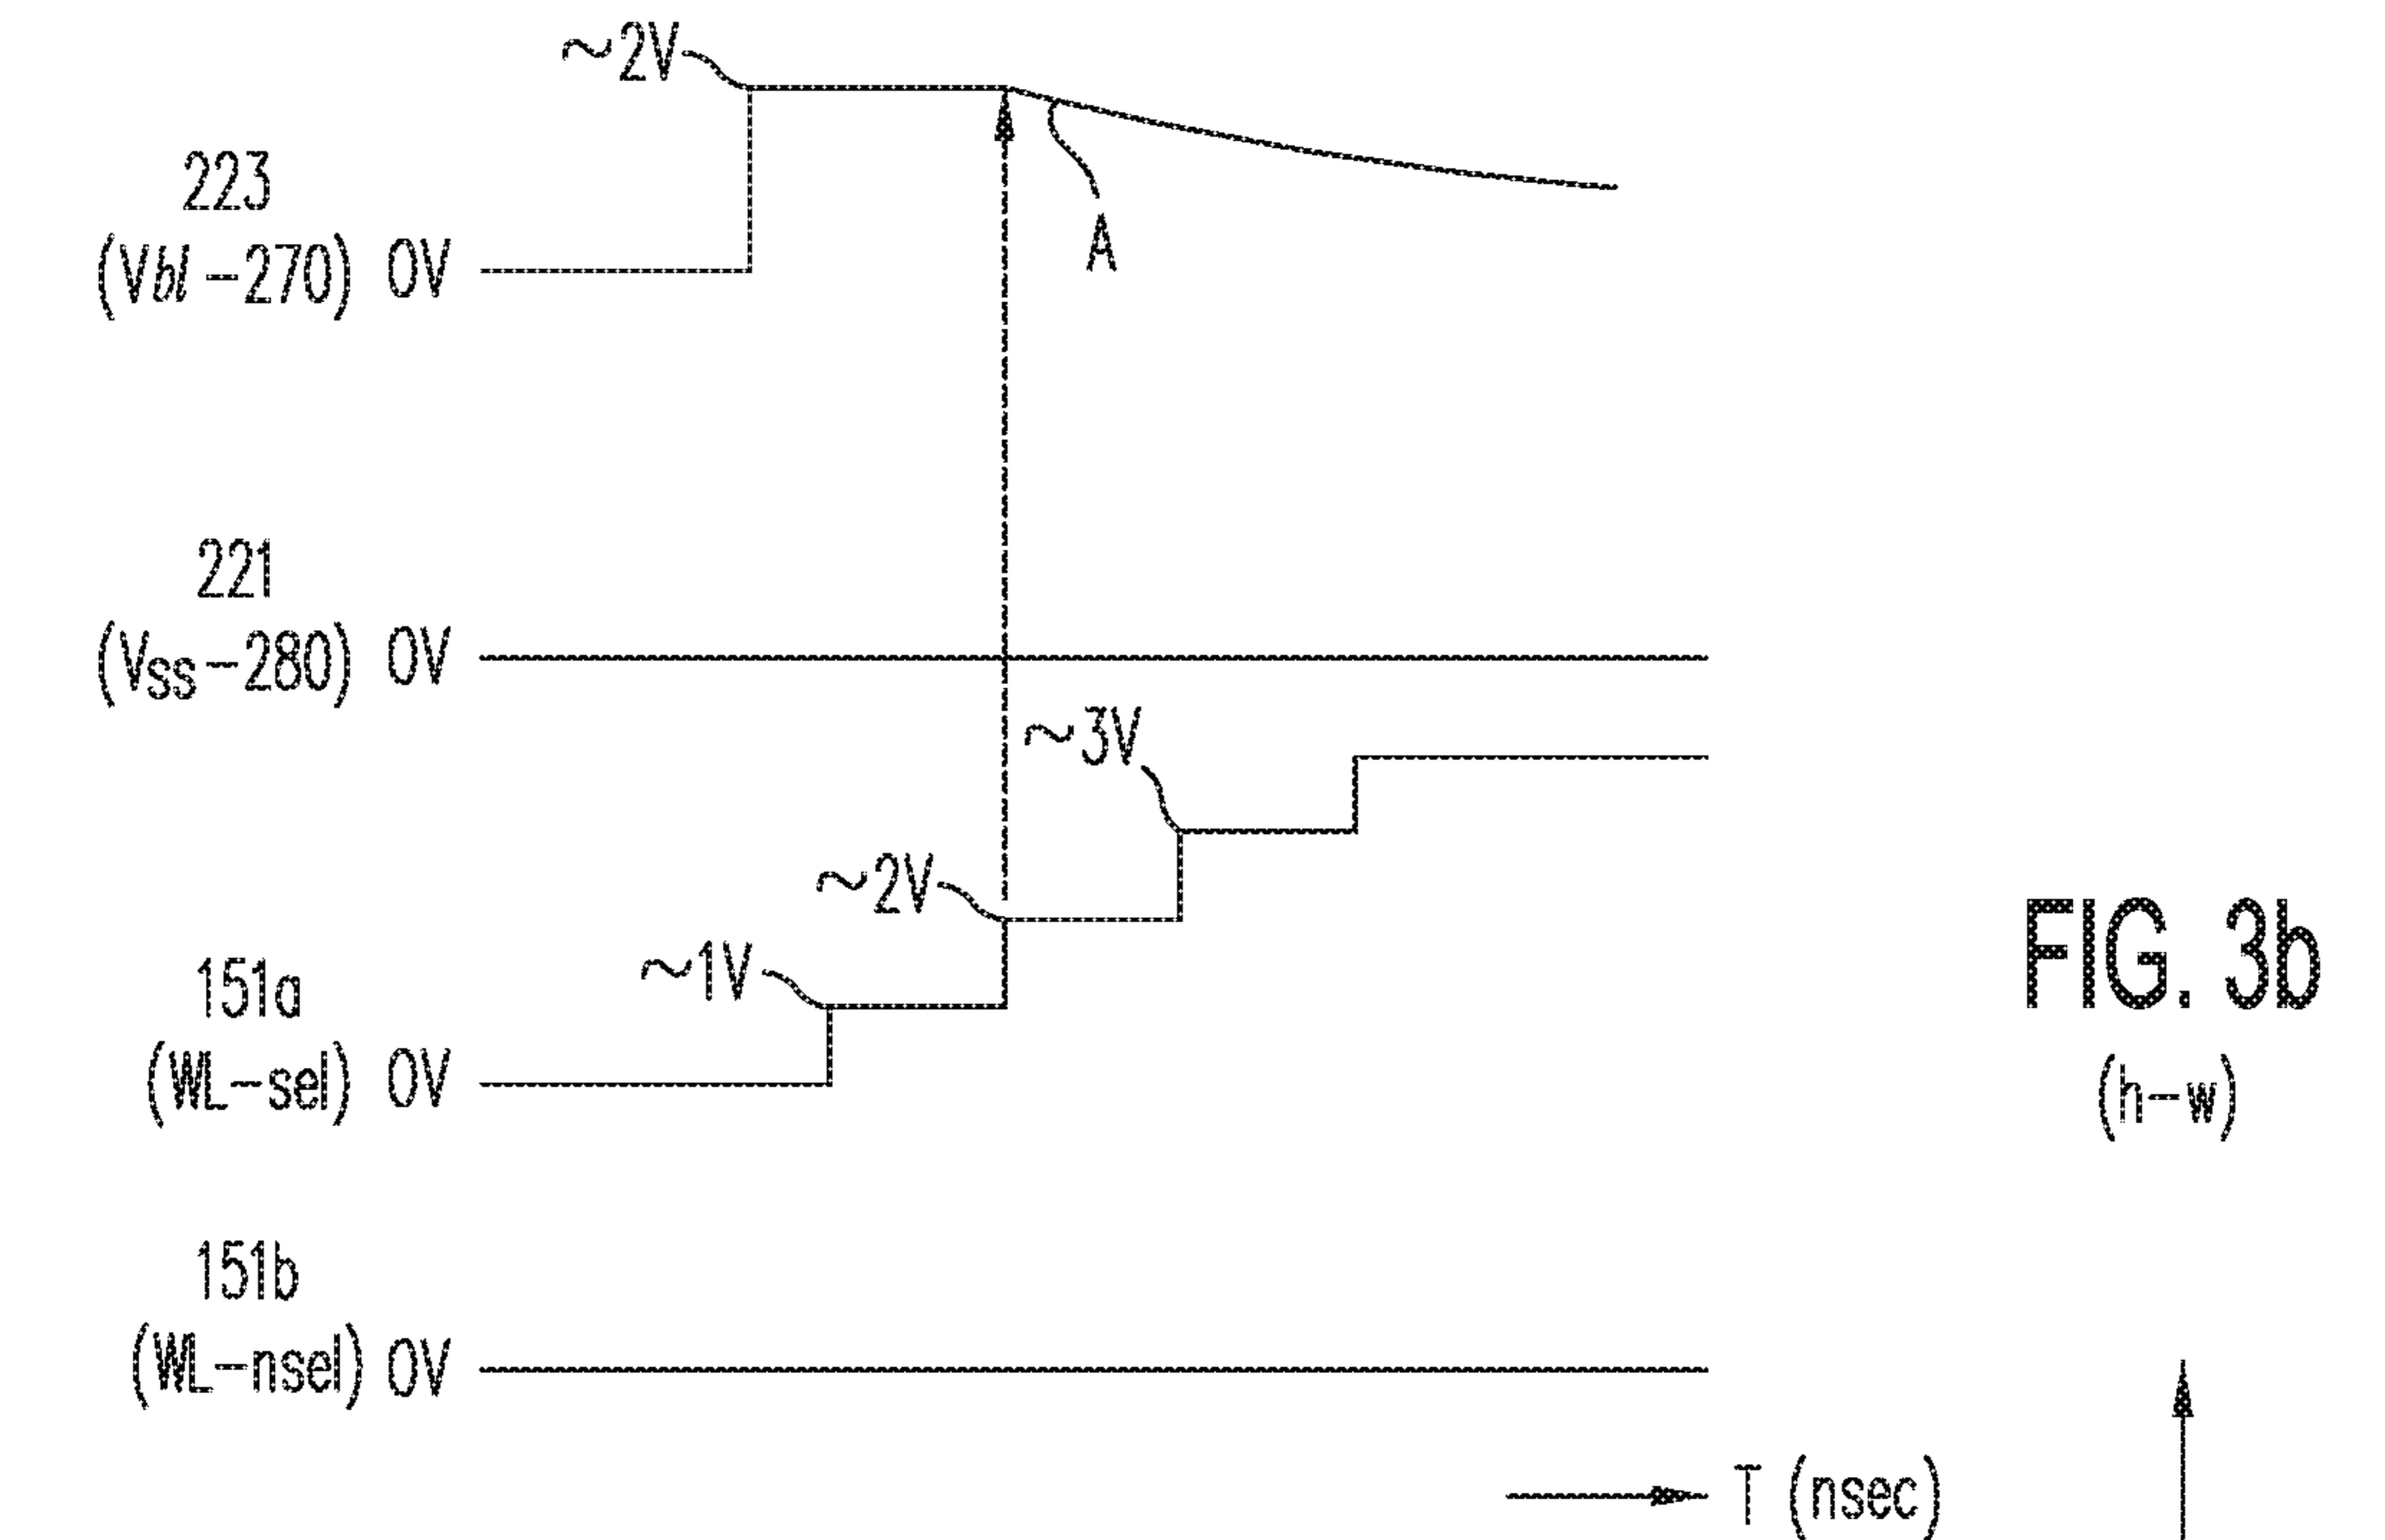 ~2V
223
(Vbl-270) 0V
A
221
(Vss-280) 0V
~3V
~2V
~1V
151a
(WL-sel) 0V
FIG. 3b
(h-w)
151b
(WL-nsel) 0V
T (nsec)